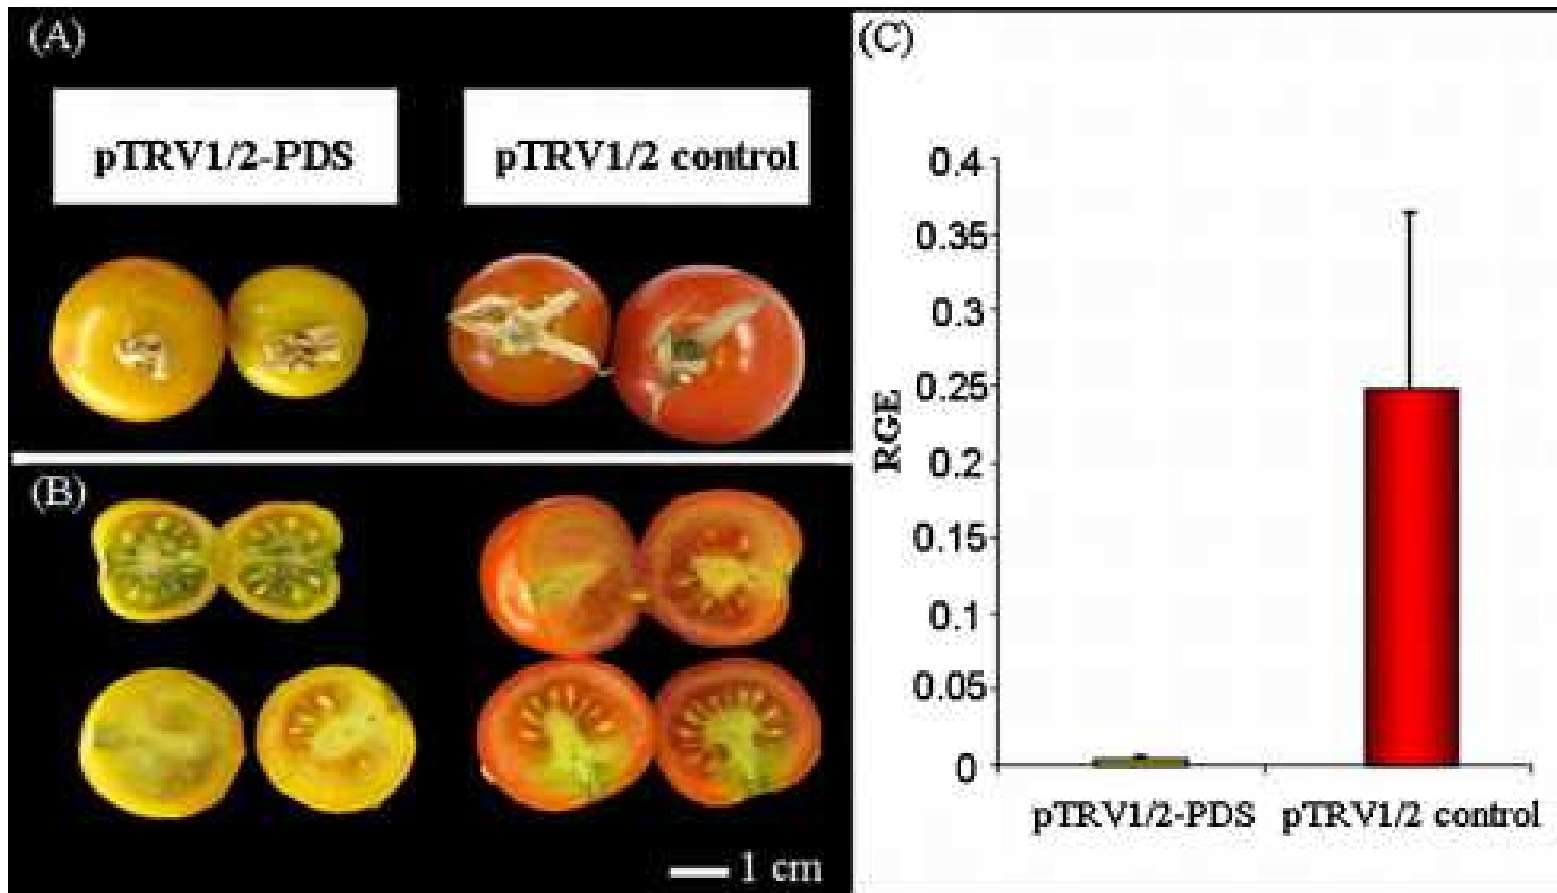 (A)
pTRV1/2-PDS
pTRV1/2 control
(B)
1 cm
(C)
0.4
0.35
0.3
0.25
0.2
0.15
0.1
0.05
0
RGE
pTRV1/2-PDS
pTRV1/2 control